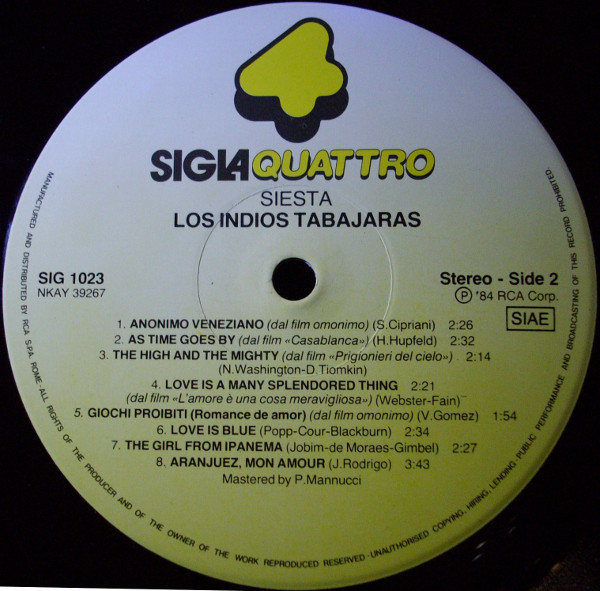 4
SIGLAQUATTRO
SIESTA
LOS INDIOS TABAJARAS
SIG 1023
NKAY 39267
Stereo - Side 2
Ⓟ '84 RCA Corp.
SIAE
1. ANONIMO VENEZIANO (dal film omonimo) (S.Cipriani) 2:26
2. AS TIME GOES BY (dal film «Casablanca») (H.Hupfeld) 2:32
3. THE HIGH AND THE MIGHTY (dal film «Prigionieri del cielo») 2:14
(N.Washington-D.Tiomkin)
4. LOVE IS A MANY SPLENDORED THING 2:21
(dal film «L'amore è una cosa meravigliosa») (Webster-Fain)
5. GIOCHI PROIBITI (Romance de amor) (dal film omonimo) (V.Gomez) 1:54
6. LOVE IS BLUE (Popp-Cour-Blackburn) 2:34
7. THE GIRL FROM IPANEMA (Jobim-de Moraes-Gimbel) 2:27
8. ARANJUEZ, MON AMOUR (J.Rodrigo) 3:43
Mastered by P.Mannucci
MANUFACTURED AND DISTRIBUTED BY RCA S.P.A. ROME - ALL RIGHTS OF THE PRODUCER AND OF THE OWNER OF THE WORK REPRODUCED RESERVED - UNAUTHORISED COPYING, HIRING, LENDING, PUBLIC PERFORMANCE AND BROADCASTING OF THIS RECORD PROHIBITED.